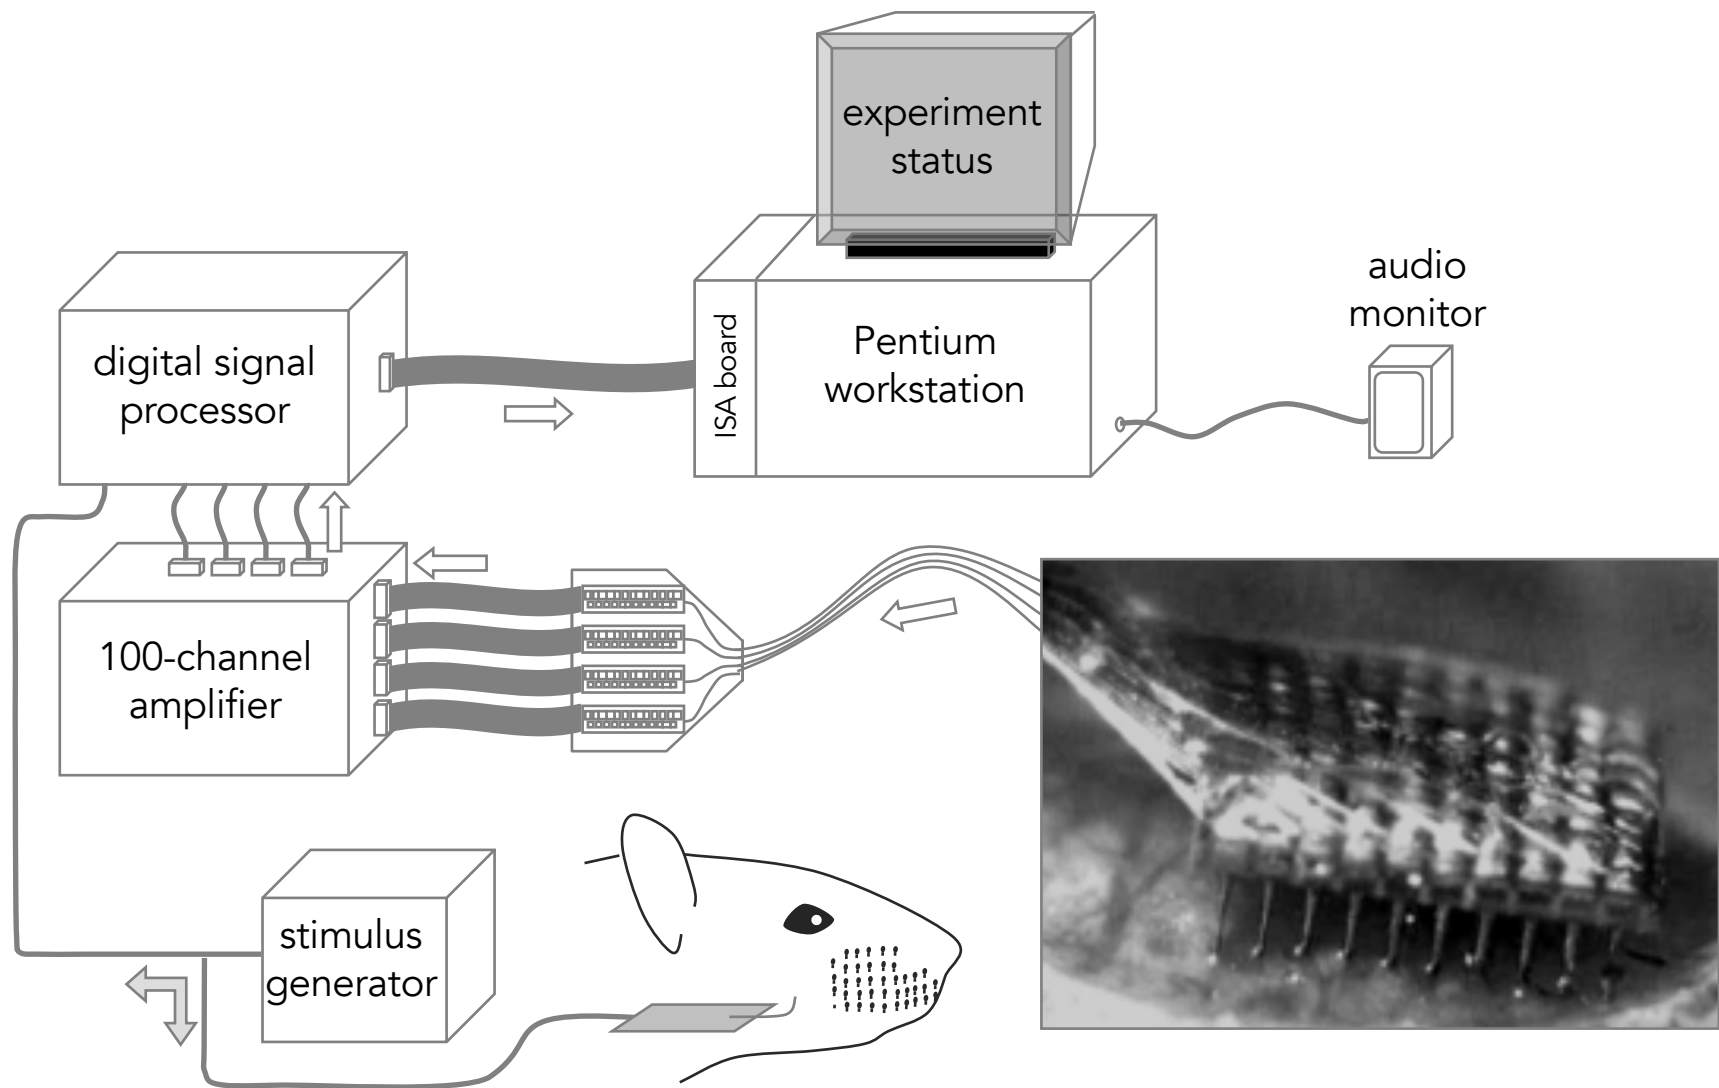 experiment
status
audio
monitor
digital signal
processor
ISA board
Pentium
workstation
100-channel
amplifier
stimulus
generator